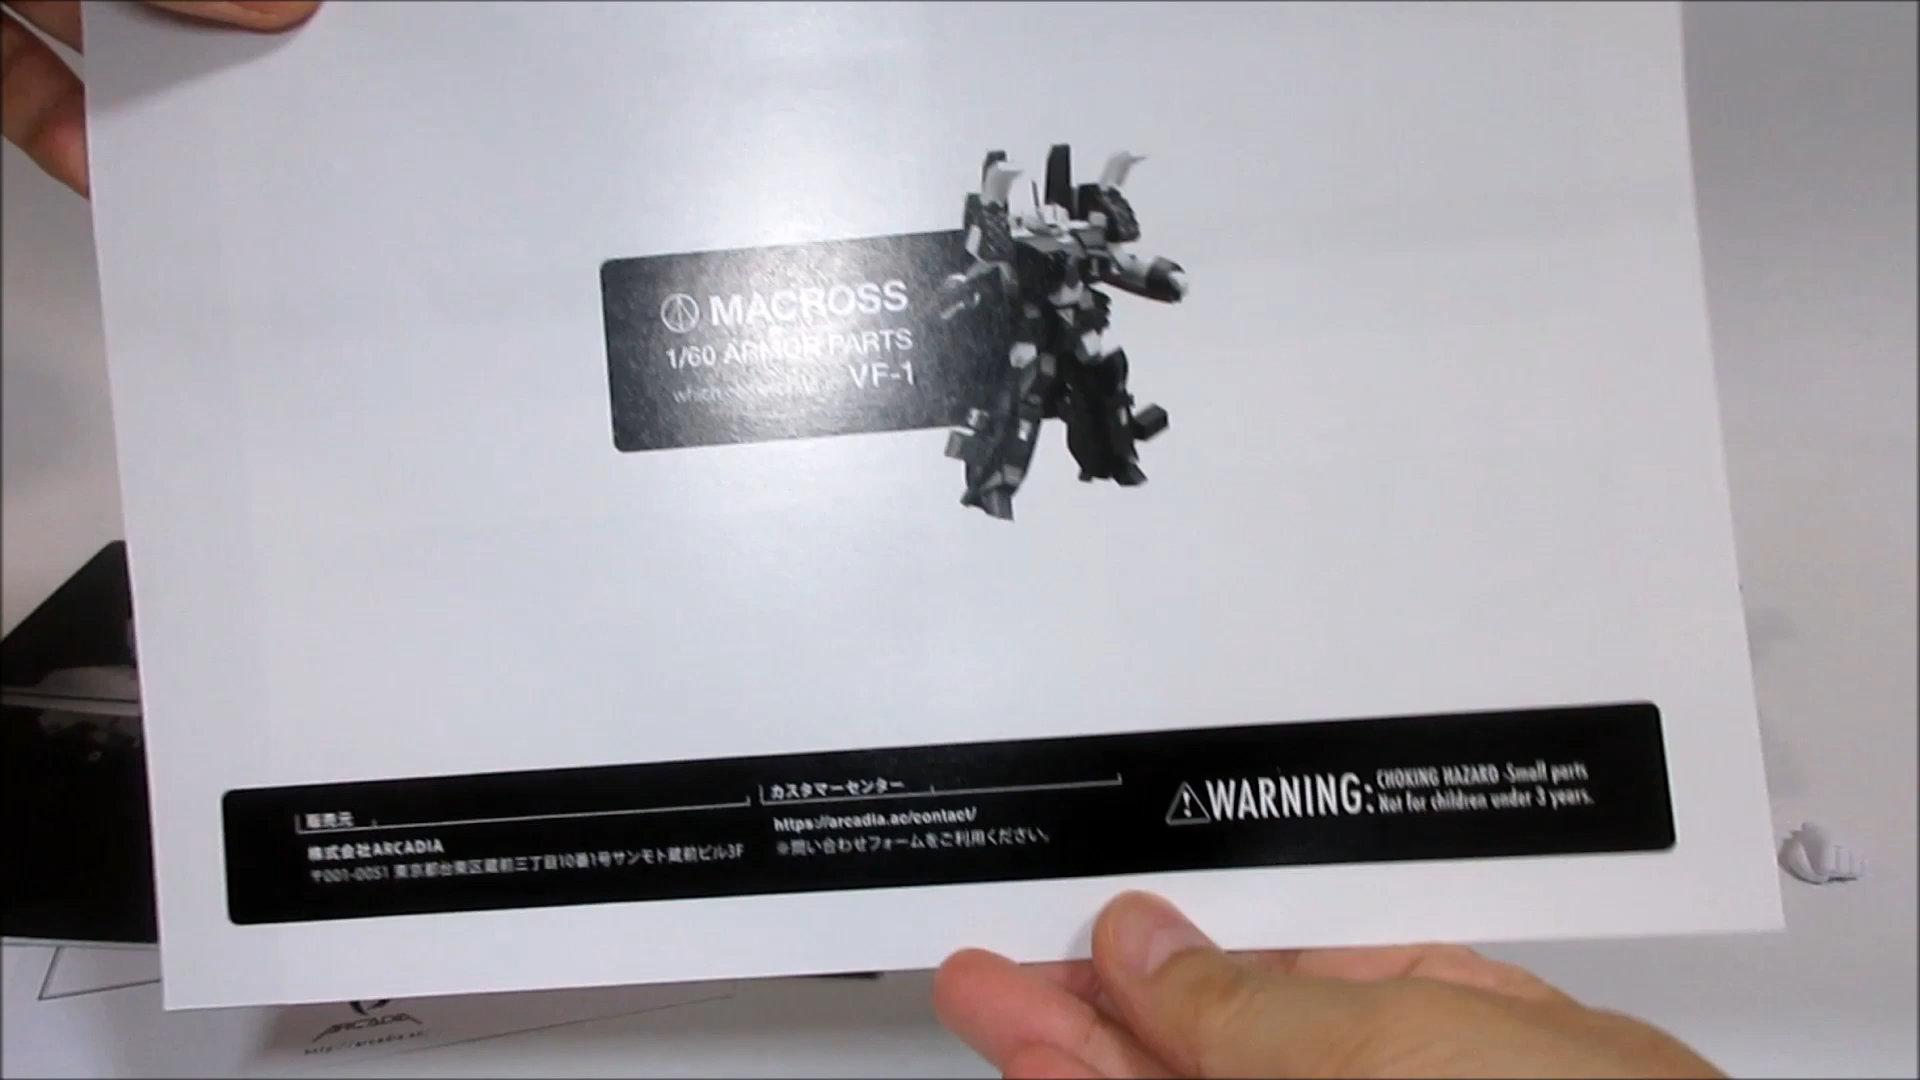 MACROSS
1/60 ARMOR PARTS
VF-1
販売元
株式会社ARCADIA
〒001-0051 東京都台東区蔵前三丁目10番1号サンモト蔵前ビル3F
カスタマーセンター
https://arcadia.ac/contact/
※問い合わせフォームをご利用ください。
WARNING:
CHOKING HAZARD -Small parts
Not for children under 3 years.
ARCADIA
http://arcadia.ac/